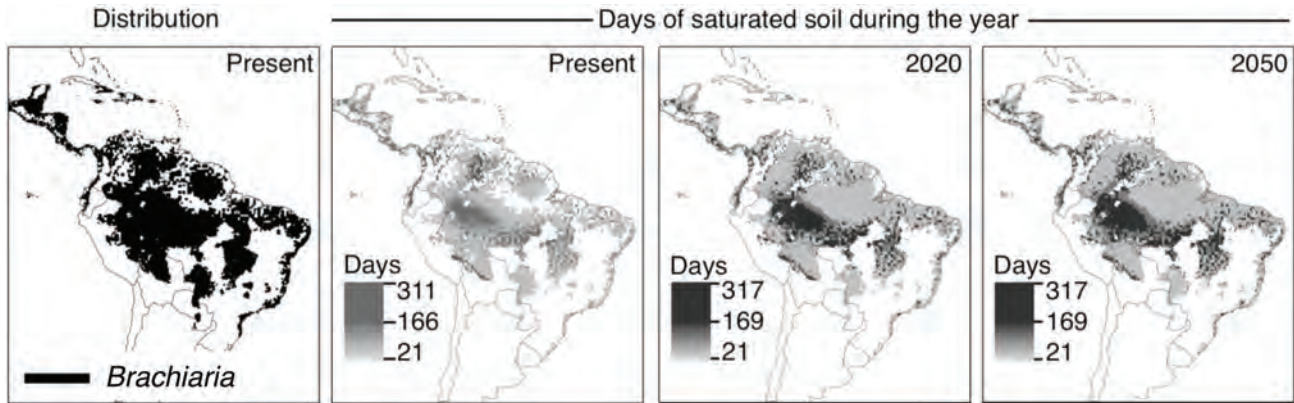 Distribution
Days of saturated soil during the year
Present
Present
2020
2050
Days
311
166
21
Days
317
169
21
Days
317
169
21
Brachiaria